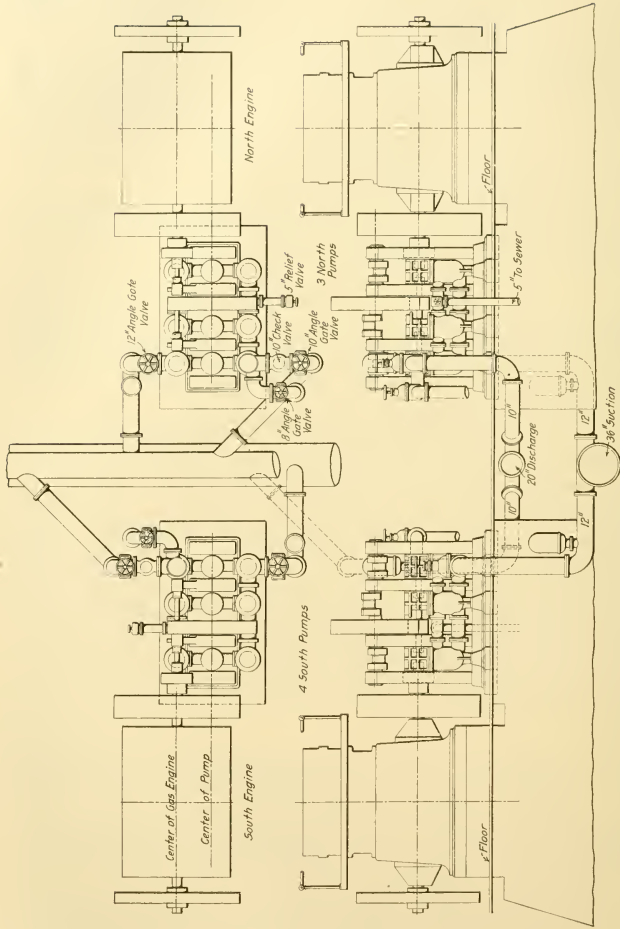 North Engine
12" Angle Gate
Valve
5" Relief
Valve
10" Check
Valve
10" Angle
Gate
Valve
8" Angle
Gate
Valve
3 North
Pumps
Floor
5" To Sewer
10"
10"
20" Discharge
12"
12"
36" Suction
4 South Pumps
Center of Gas Engine
Center of Pump
South Engine
Floor